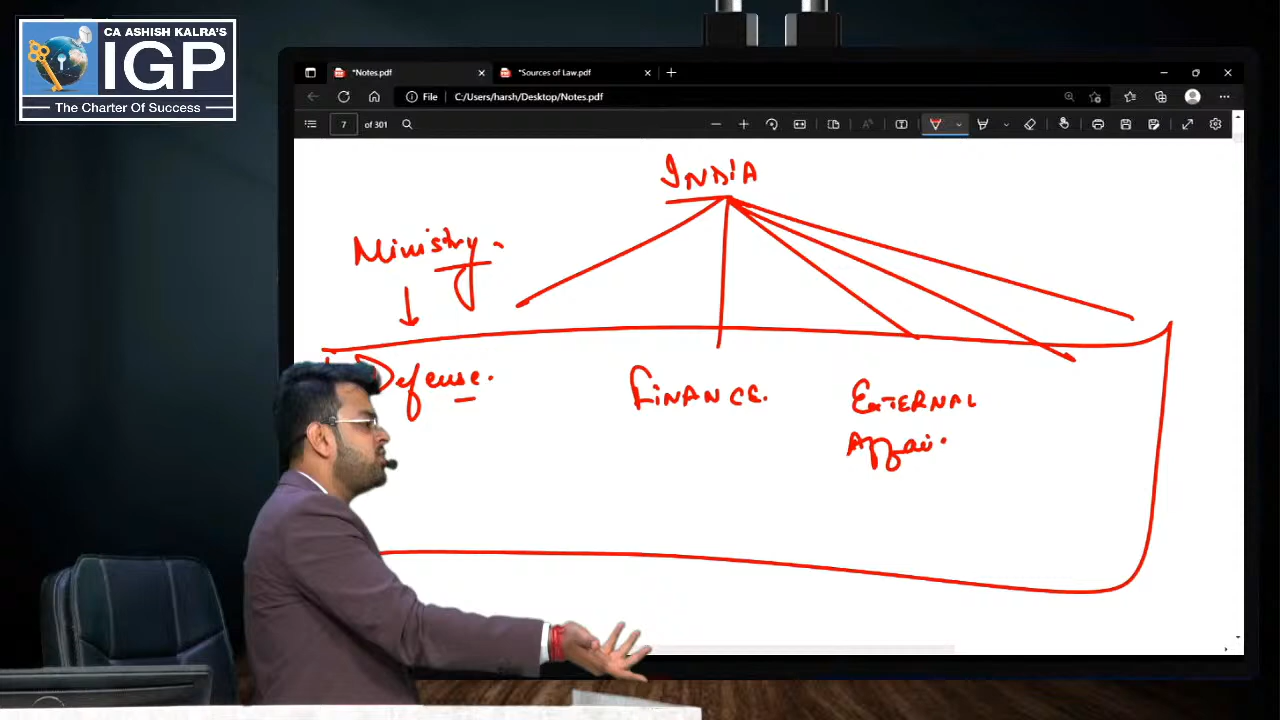 CA ASHISH KALRA'S
IGP
The Charter Of Success
*Notes.pdf
*Sources of Law.pdf
File
C:/Users/harsh/Desktop/Notes.pdf
7
of 301
INDIA
Ministry
Defense.
FINANCE.
EXTERNAL
Affair.